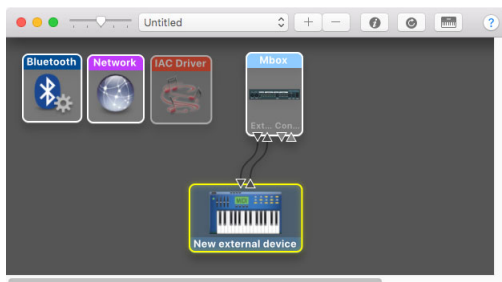 Untitled
?
Bluetooth
Network
IAC Driver
Mbox
Ext... Con...
New external device